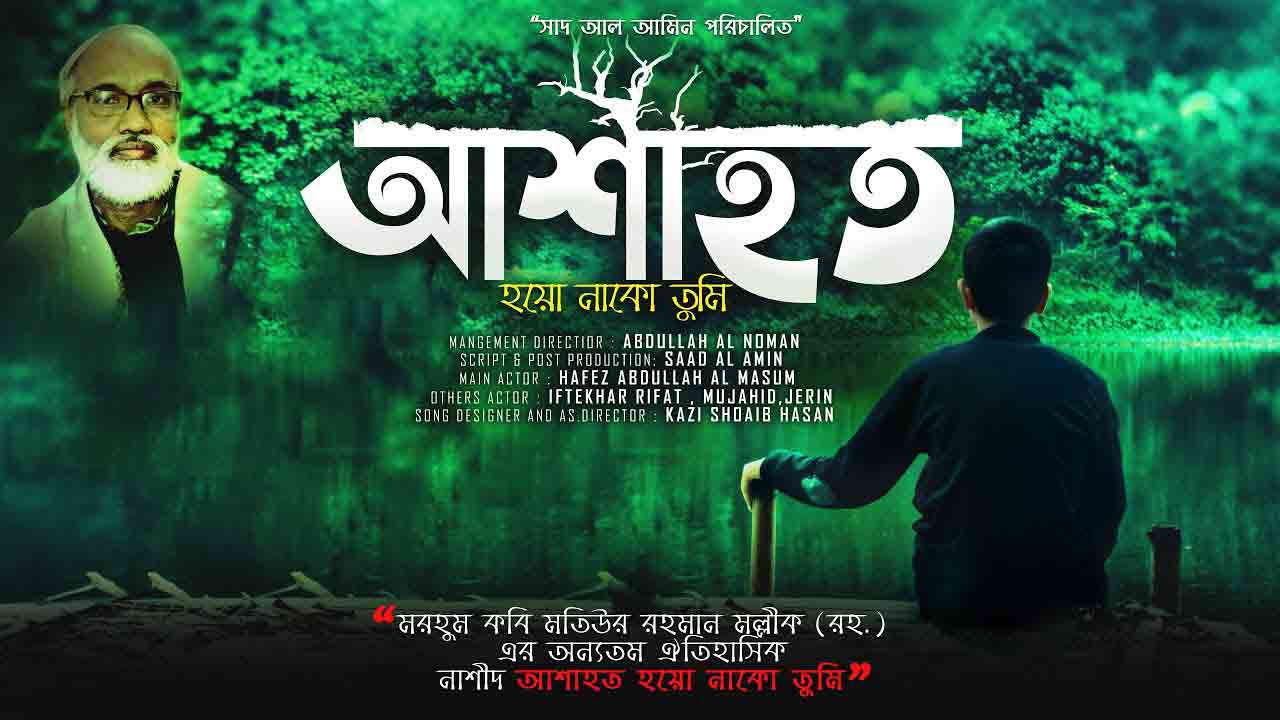 “সাদ আল আমিন পরিচালিত”
আশাহত
হয়ো নাকো তুমি
MANGEMENT DIRECTIOR : ABDULLAH AL NOMAN
SCRIPT & POST PRODUCTION: SAAD AL AMIN
MAIN ACTOR : HAFEZ ABDULLAH AL MASUM
OTHERS ACTOR : IFTEKHAR RIFAT , MUJAHID,JERIN
SONG DESIGNER AND AS.DIRECTOR : KAZI SHOAIB HASAN
“মরহুম কবি মতিউর রহমান মল্লীক (রহ.)
এর অন্যতম ঐতিহাসিক
নাশীদ আশাহত হয়ো নাকো তুমি”